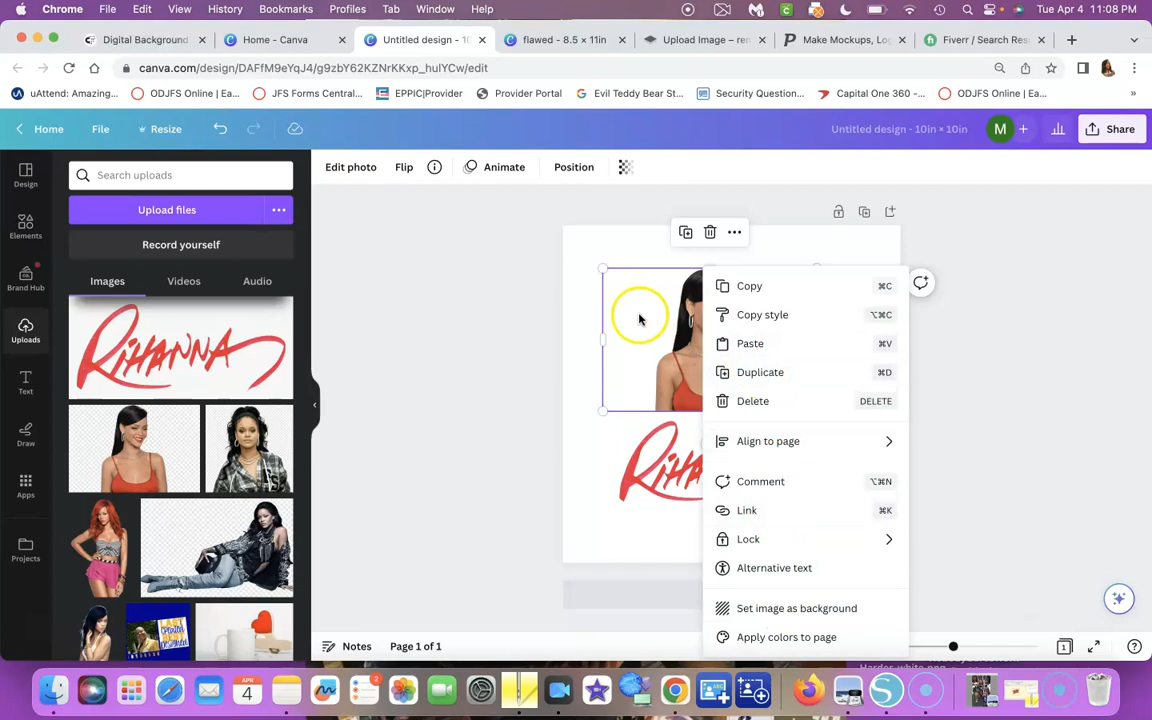 Chrome File Edit View History Bookmarks Profiles Tab Window Help Tue Apr 4 11:08 PM
Digital Background Home - Canva Untitled design - 10 flawed - 8.5 × 11in Upload Image – rem Make Mockups, Lo Fiverr / Search Res
canva.com/design/DAFfM9eYqJ4/g9zbY62KZNrKKxp_hulYCw/edit
uAttend: Amazing... ODJFS Online | Ea... JFS Forms Central... EPPIC|Provider Provider Portal Evil Teddy Bear St... Security Question... Capital One 360 -... ODJFS Online | Ea... »
Home File Resize Untitled design - 10in × 10in M Share
Edit photo Flip Animate Position
Design
Elements
Brand Hub
Uploads
Text
Draw
Apps
Projects
Search uploads
Upload files
Record yourself
Images Videos Audio
RIHANNA
Copy ⌘C
Copy style ⌥⌘C
Paste ⌘V
Duplicate ⌘D
Delete DELETE
Align to page
Comment ⌥⌘N
Link ⌘K
Lock
Alternative text
Set image as background
Apply colors to page
Notes Page 1 of 1 1
APR
4
2